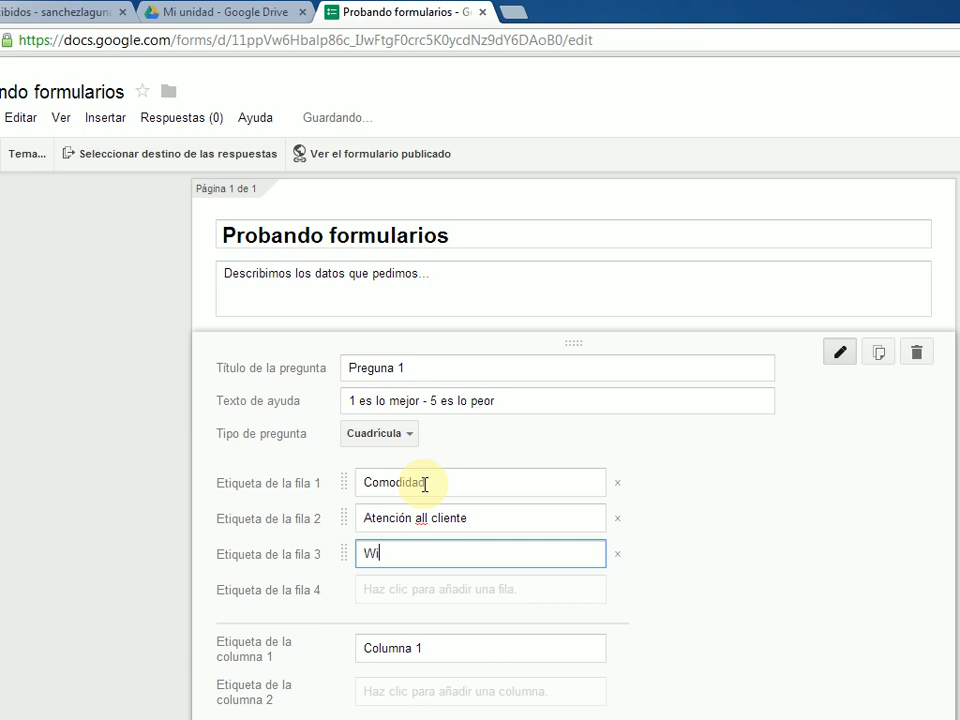 ibidos - sanchezlaguna
Mi unidad - Google Drive
Probando formularios - Go
https://docs.google.com/forms/d/11ppVw6Hbalp86c_IJwFtgF0crc5K0ycdNz9dY6DAoB0/edit
ndo formularios
Editar Ver Insertar Respuestas (0) Ayuda Guardando...
Tema... Seleccionar destino de las respuestas Ver el formulario publicado
Página 1 de 1
Probando formularios
Describimos los datos que pedimos...
Título de la pregunta Preguna 1
Texto de ayuda 1 es lo mejor - 5 es lo peor
Tipo de pregunta Cuadrícula
Etiqueta de la fila 1 Comodidad
Etiqueta de la fila 2 Atención all cliente
Etiqueta de la fila 3 Wi
Etiqueta de la fila 4 Haz clic para añadir una fila.
Etiqueta de la
columna 1 Columna 1
Etiqueta de la
columna 2 Haz clic para añadir una columna.